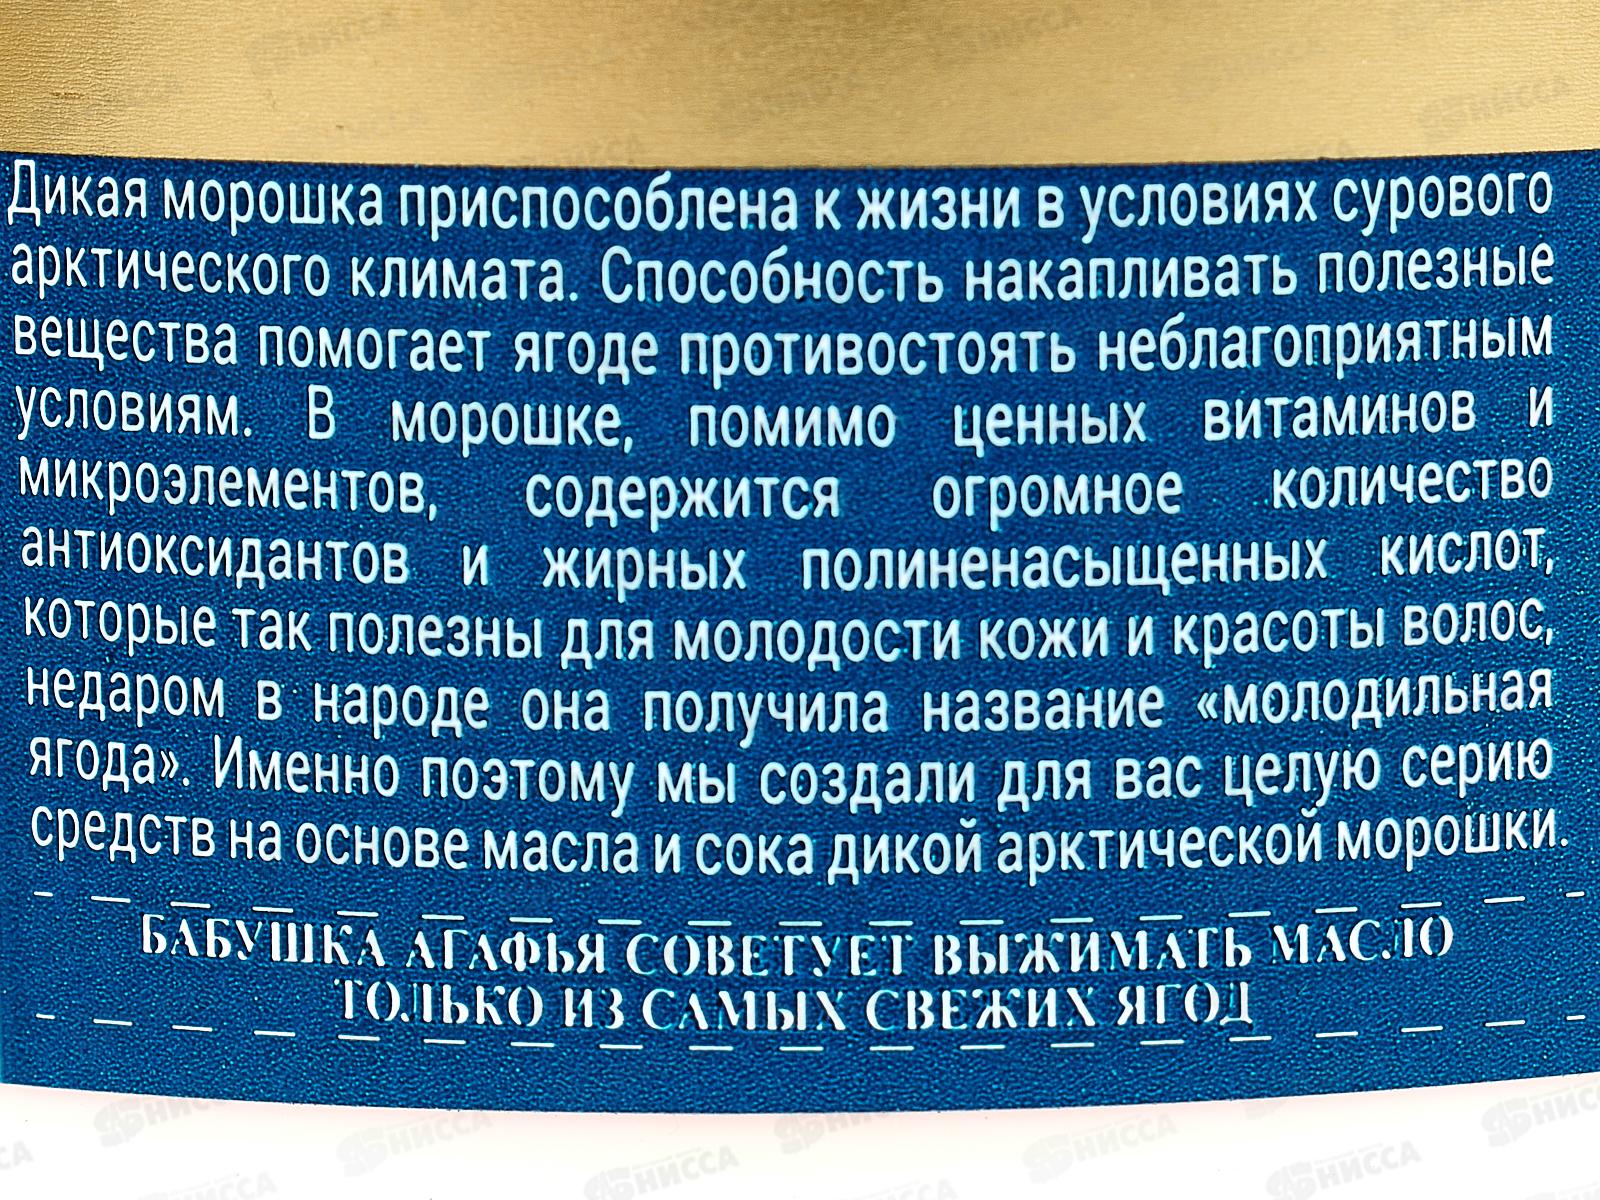 Дикая морошка приспособлена к жизни в условиях сурового
арктического климата. Способность накапливать полезные
вещества помогает ягоде противостоять неблагоприятным
условиям. В морошке, помимо ценных витаминов и
микроэлементов, содержится огромное количество
антиоксидантов и жирных полиненасыщенных кислот,
которые так полезны для молодости кожи и красоты волос,
недаром в народе она получила название «молодильная
ягода». Именно поэтому мы создали для вас целую серию
средств на основе масла и сока дикой арктической морошки.
БАБУШКА АГАФЬЯ СОВЕТУЕТ ВЫЖИМАТЬ МАСЛО
ТОЛЬКО ИЗ САМЫХ СВЕЖИХ ЯГОД